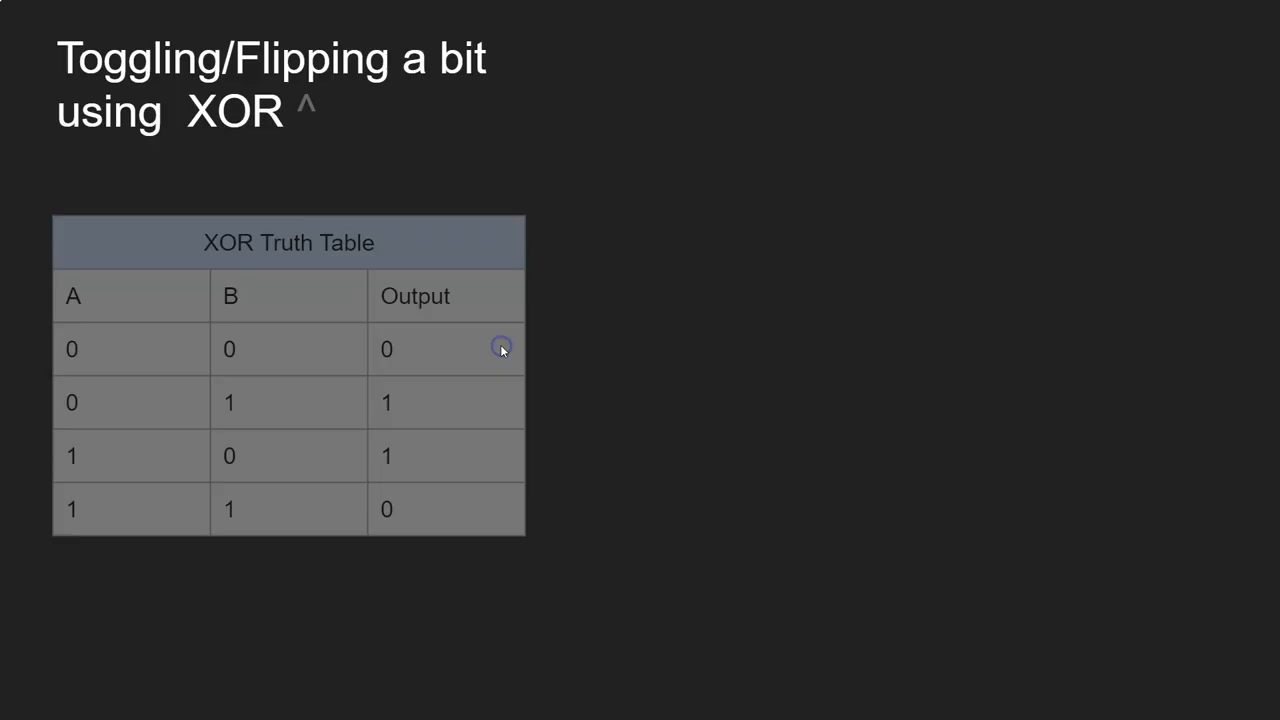 Toggling/Flipping a bit
using XOR ^
XOR Truth Table
A B Output
0 0 0
0 1 1
1 0 1
1 1 0